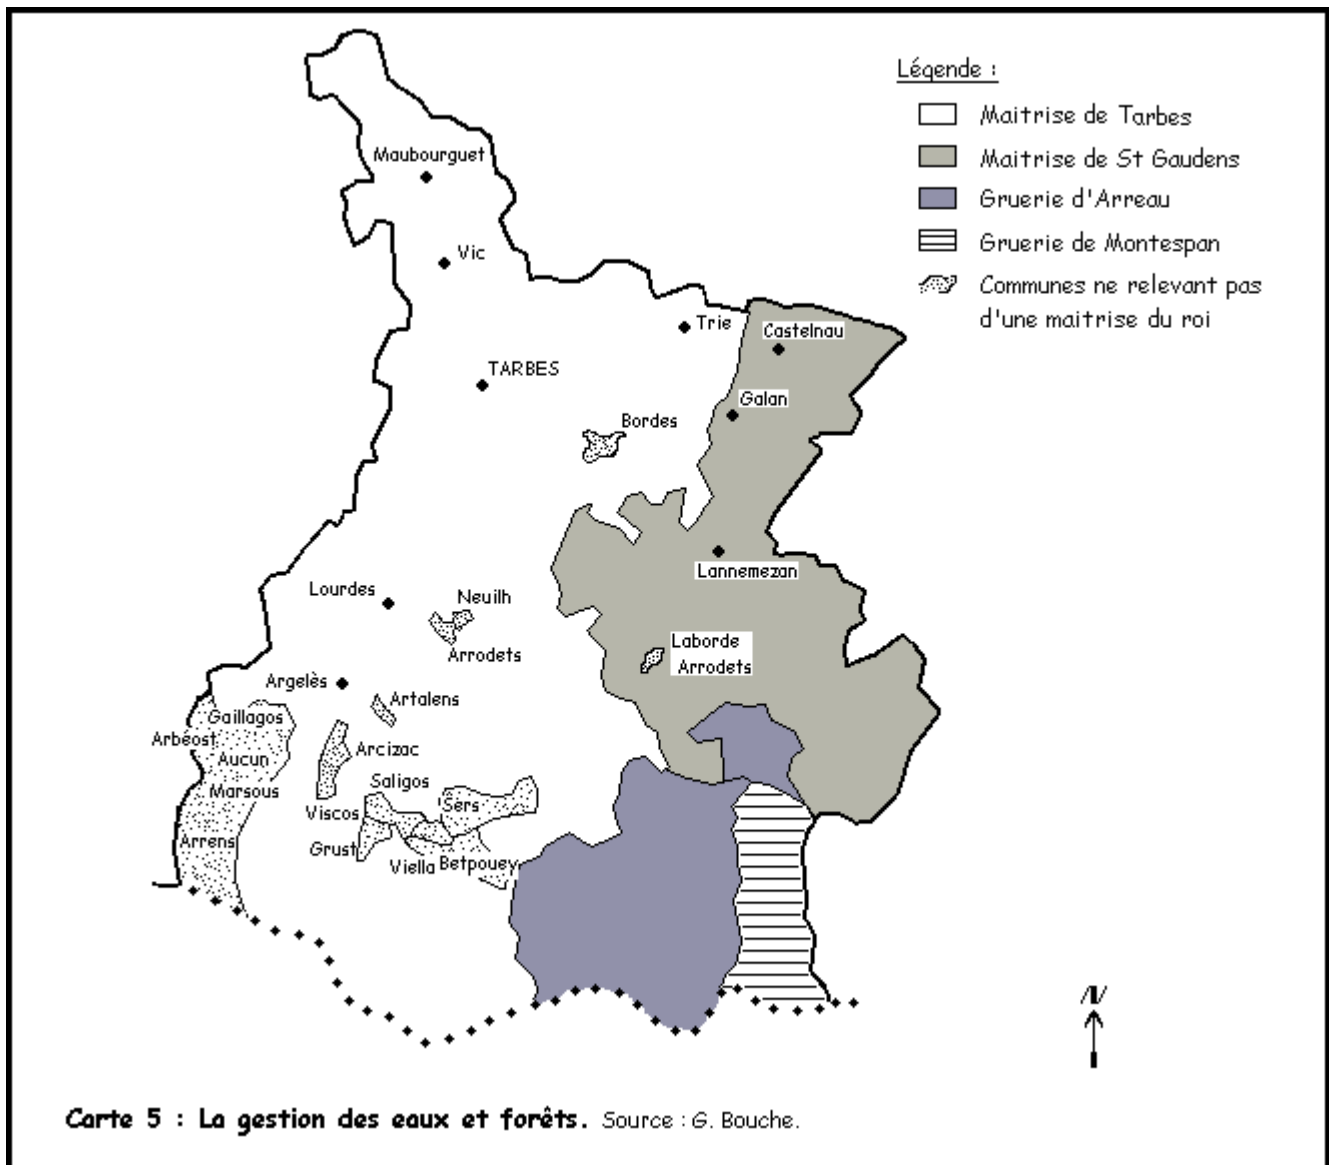 Légende :
Maitrise de Tarbes
Maitrise de St Gaudens
Gruerie d'Arreau
Gruerie de Montespan
Communes ne relevant pas
d'une maitrise du roi
Maubourguet
Vic
Trie
Castelnau
TARBES
Galan
Bordes
Lannemezan
Lourdes
Neuilh
Arrodets
Laborde
Arrodets
Argelès
Artalens
Gaillagos
Arbéost
Aucun
Arcizac
Marsous
Saligos
Viscos
Sers
Arrens
Grust
Viella
Betpouey
N
Carte 5 : La gestion des eaux et forêts. Source : G. Bouche.